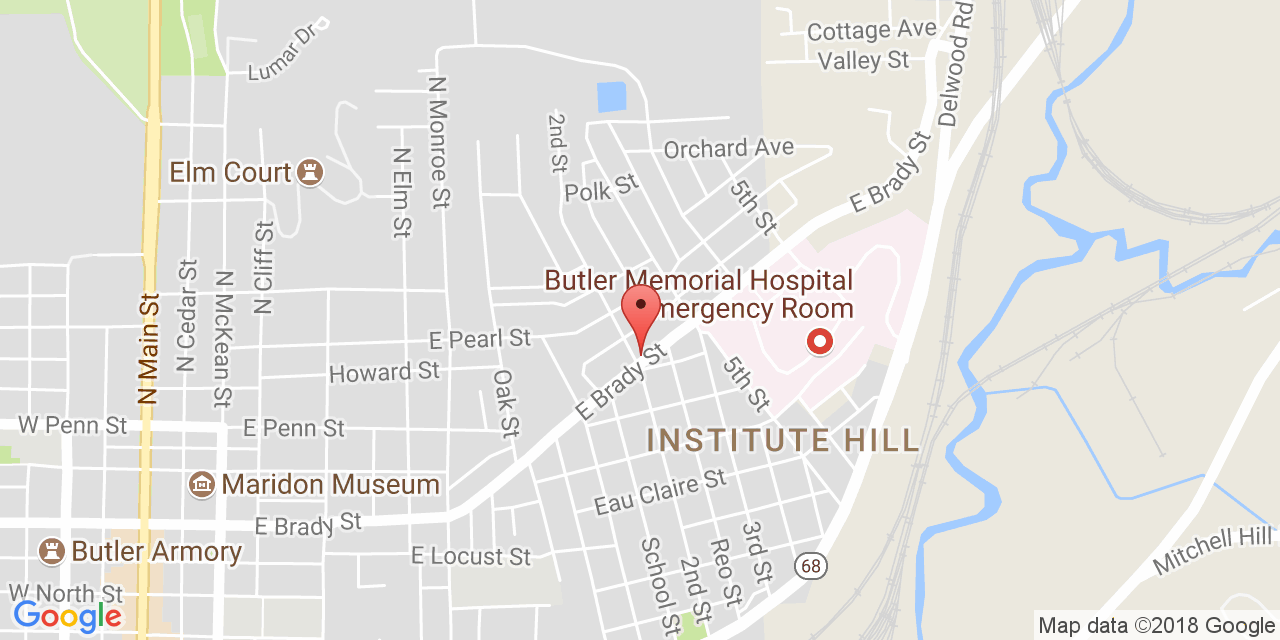 Cottage Ave
Valley St
Delwood Rd
Lumar Dr
N Monroe St
2nd St
Orchard Ave
E Brady St
Elm Court
N Elm St
Polk St
5th St
N Cliff St
N Cedar St
N McKean St
N Main St
Butler Memorial Hospital
mergency Room
E Pearl St
Howard St
E Brady St
5th St
Oak St
W Penn St
E Penn St
INSTITUTE HILL
Maridon Museum
Eau Claire St
E Brady St
Butler Armory
E Locust St
School St
2nd St
Reo St
3rd St
68
Mitchell Hill
W North St
Google
Map data ©2018 Google